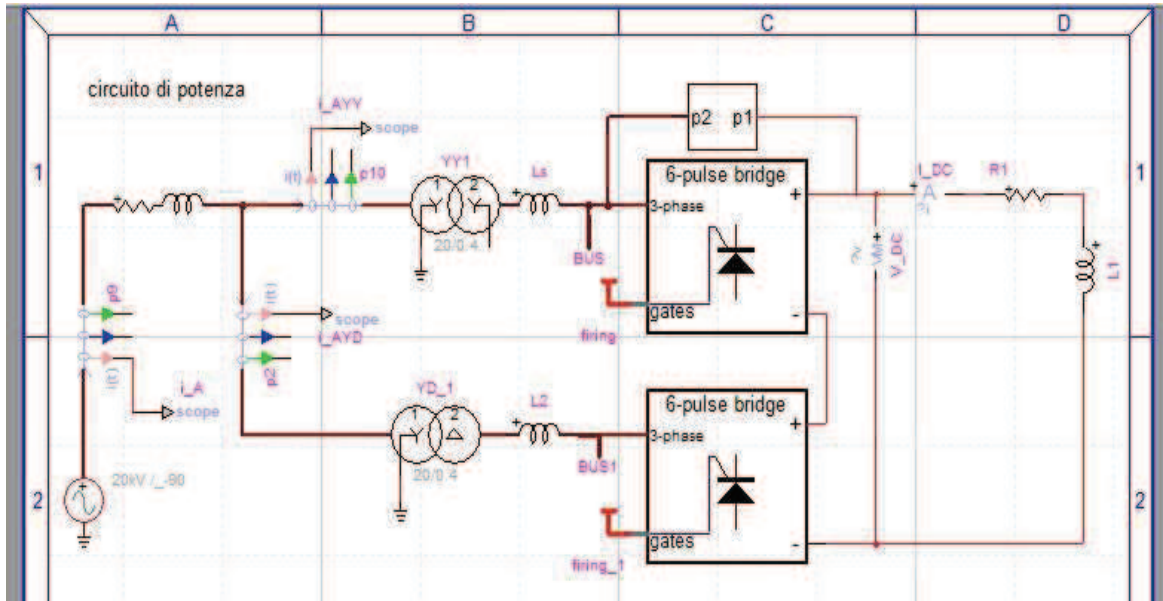 A
B
C
D
circuito di potenza
i_AYY
scope
p2
p1
1
i(t)
p10
YY1
1
2
20/0.4
Ls
6-pulse bridge
3-phase
+
I_DC
+
A
R1
+
1
BUS
V_DC
VM
+
L1
+
p9
i(t)
scope
i_AYD
firing
gates
-
i(t)
i_A
scope
p2
YD_1
1
2
20/0.4
L2
+
6-pulse bridge
3-phase
+
BUS1
20kV /_-90
2
2
firing_1
gates
-